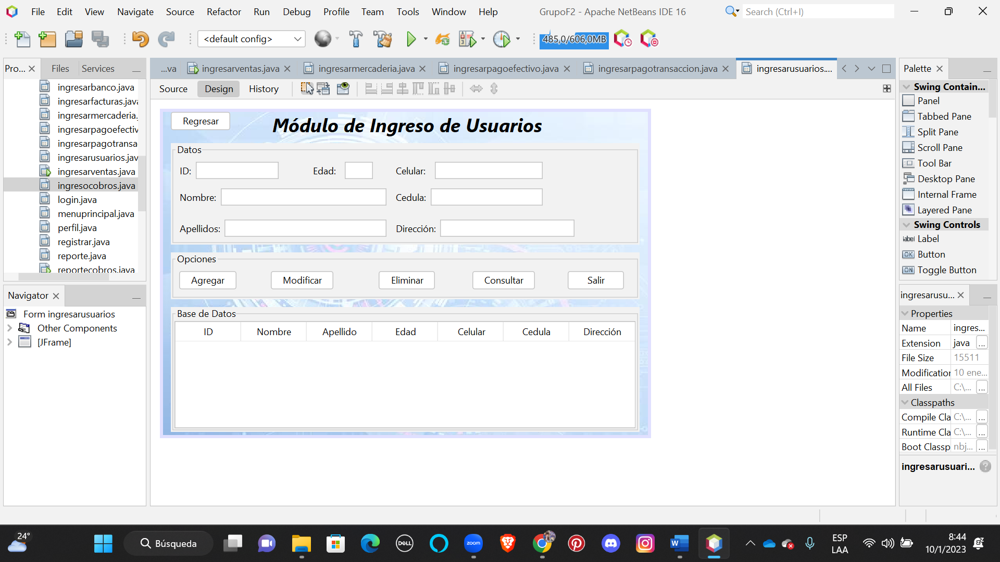 File Edit View Navigate Source Refactor Run Debug Profile Team Tools Window Help
GrupoF2 - Apache NetBeans IDE 16
Search (Ctrl+I)
<default config>
485,0/606,0MB
Pro... Files Services
ingresarbanco.java
ingresarfacturas.java
ingresarmercaderia.
ingresarpagoefectiv
ingresarpagotransa
ingresarusuarios.jav
ingresarventas.java
ingresocobros.java
login.java
menuprincipal.java
perfil.java
registrar.java
reporte.java
reportecobros.java
Navigator
Form ingresarusuarios
Other Components
[JFrame]
...va ingresarventas.java ingresarmercaderia.java ingresarpagoefectivo.java ingresarpagotransaccion.java ingresarusuarios....
Source Design History
Regresar
Módulo de Ingreso de Usuarios
Datos
ID: Edad: Celular:
Nombre: Cedula:
Apellidos: Dirección:
Opciones
Agregar Modificar Eliminar Consultar Salir
Base de Datos
ID Nombre Apellido Edad Celular Cedula Dirección
Palette
Swing Contain...
Panel
Tabbed Pane
Split Pane
Scroll Pane
Tool Bar
Desktop Pane
Internal Frame
Layered Pane
Swing Controls
label Label
OK Button
ON Toggle Button
ingresarusu...
Properties
Name ingres...
Extension java ...
File Size 15511
Modification 10 ene...
All Files C:\... ...
Classpaths
Compile Cla C:\... ...
Runtime Cla C:\... ...
Boot Classp nbj... ...
ingresarusuari...
24°
Búsqueda
DELL
zoom
W
ESP
LAA
8:44
10/1/2023